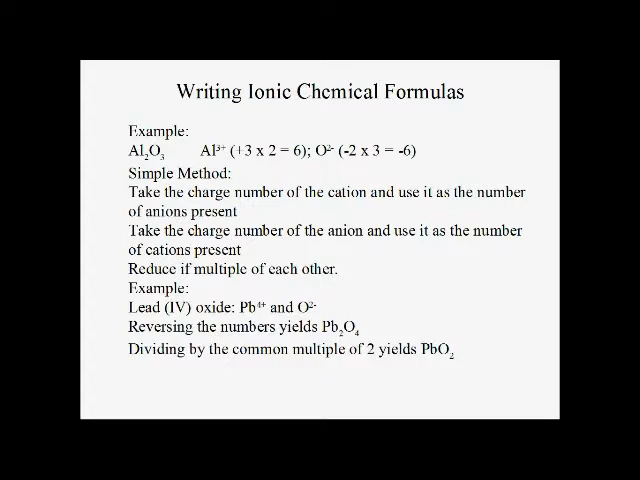 Writing Ionic Chemical Formulas
Example:
Al₂O₃ Al³⁺ (+3 x 2 = 6); O²⁻ (-2 x 3 = -6)
Simple Method:
Take the charge number of the cation and use it as the number
of anions present
Take the charge number of the anion and use it as the number
of cations present
Reduce if multiple of each other.
Example:
Lead (IV) oxide: Pb⁴⁺ and O²⁻
Reversing the numbers yields Pb₂O₄
Dividing by the common multiple of 2 yields PbO₂